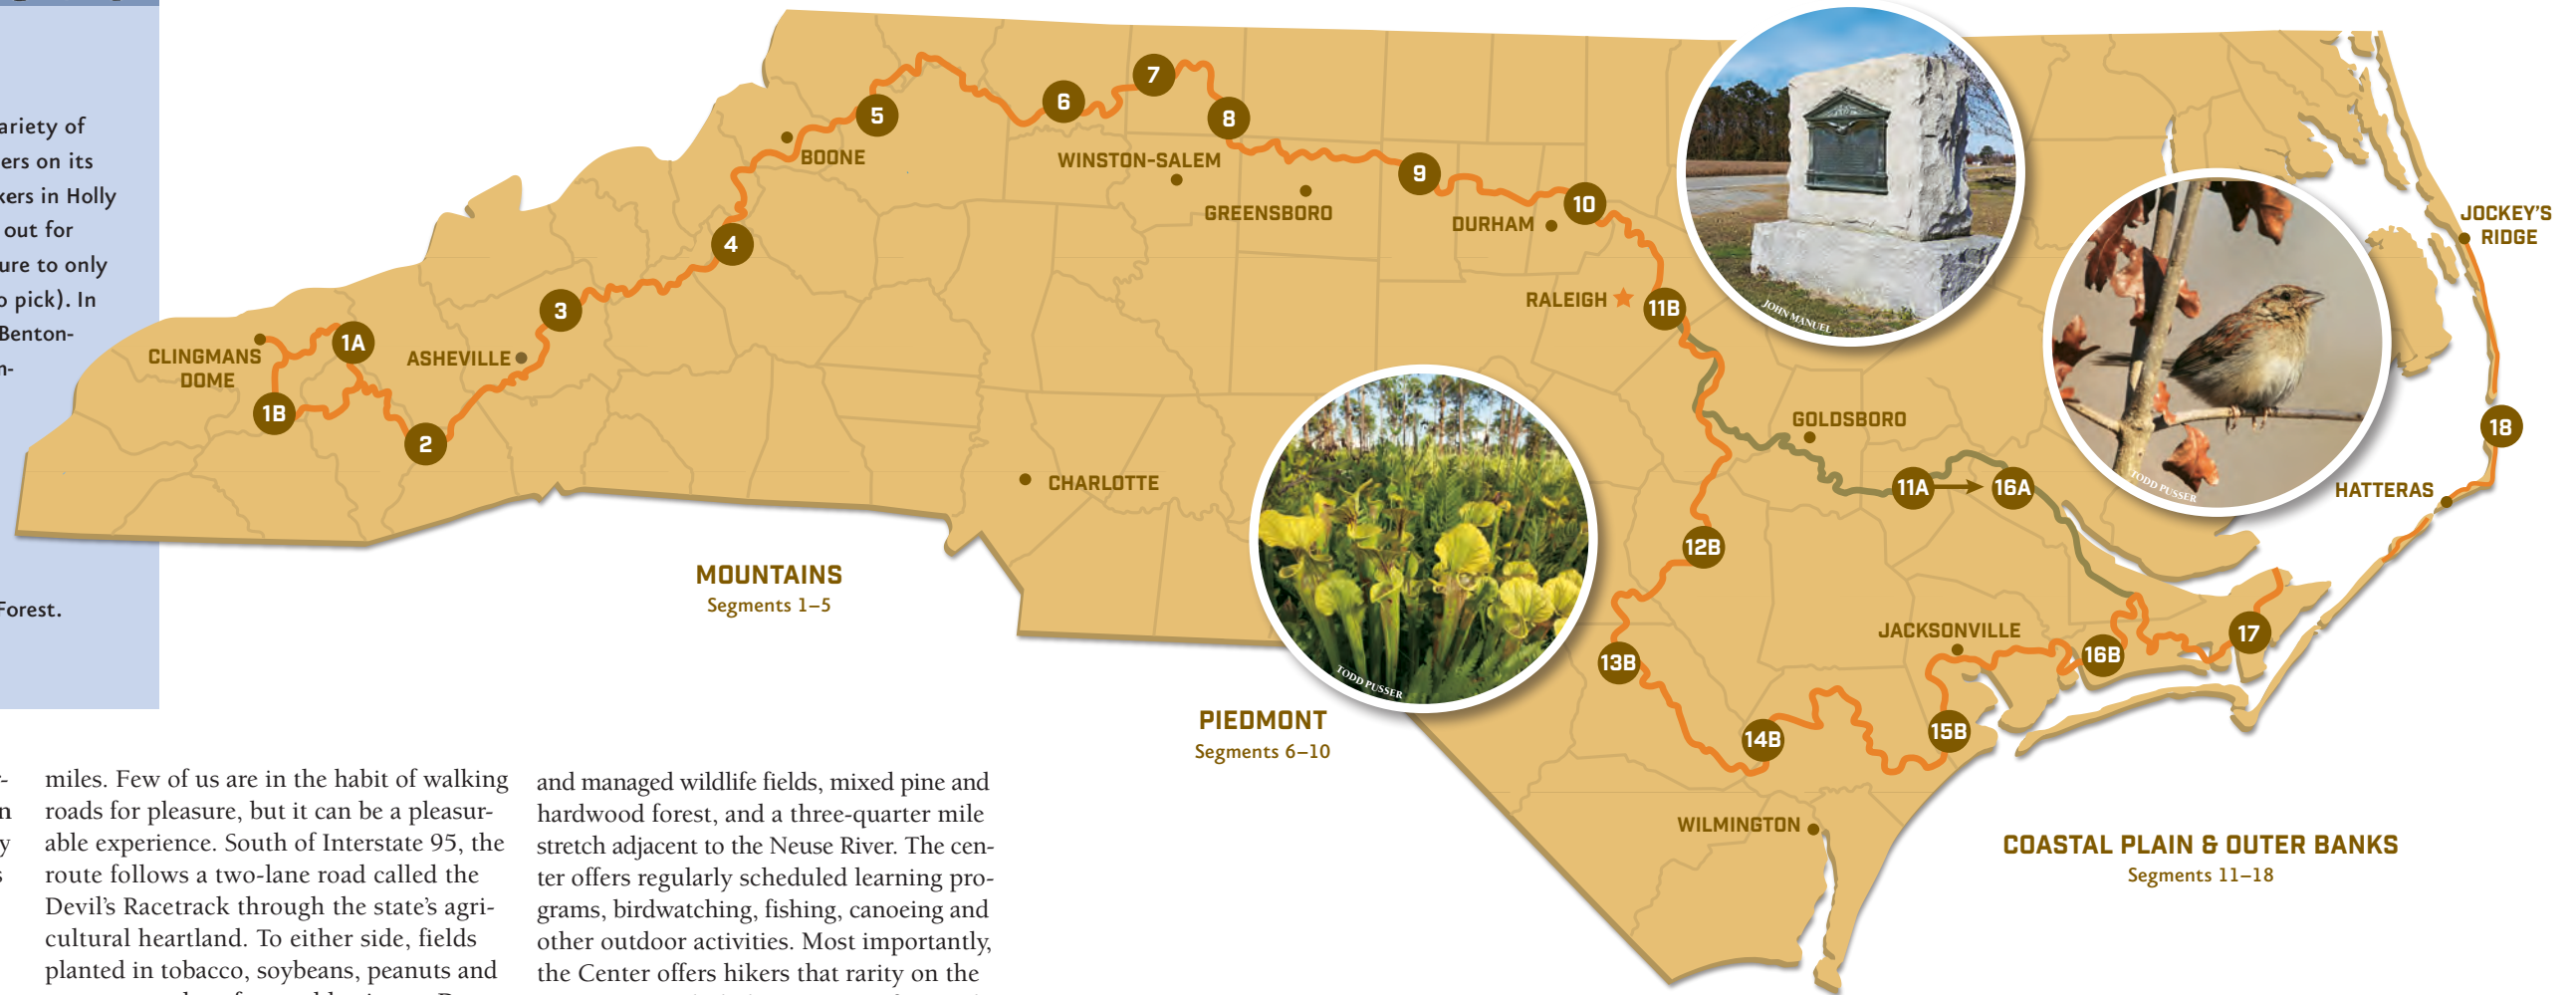 ariety of
ers on its
kers in Holly
out for
ure to only
o pick). In
Benton-
n-
Forest.
CLINGMANS
DOME
1A
1B
2
ASHEVILLE
3
4
BOONE
5
6
7
8
WINSTON-SALEM
GREENSBORO
9
DURHAM
10
RALEIGH
11B
CHARLOTTE
JOHN MANUEL
TODD PUSSER
TODD PUSSER
GOLDSBORO
11A
16A
12B
13B
14B
15B
JACKSONVILLE
16B
17
WILMINGTON
JOCKEY'S
RIDGE
18
HATTERAS
MOUNTAINS
Segments 1–5
PIEDMONT
Segments 6–10
COASTAL PLAIN & OUTER BANKS
Segments 11–18
r-
n
y
s
miles. Few of us are in the habit of walking
roads for pleasure, but it can be a pleasur-
able experience. South of Interstate 95, the
route follows a two-lane road called the
Devil's Racetrack through the state's agri-
cultural heartland. To either side, fields
planted in tobacco, soybeans, peanuts and
and managed wildlife fields, mixed pine and
hardwood forest, and a three-quarter mile
stretch adjacent to the Neuse River. The cen-
ter offers regularly scheduled learning pro-
grams, birdwatching, fishing, canoeing and
other outdoor activities. Most importantly,
the Center offers hikers that rarity on the